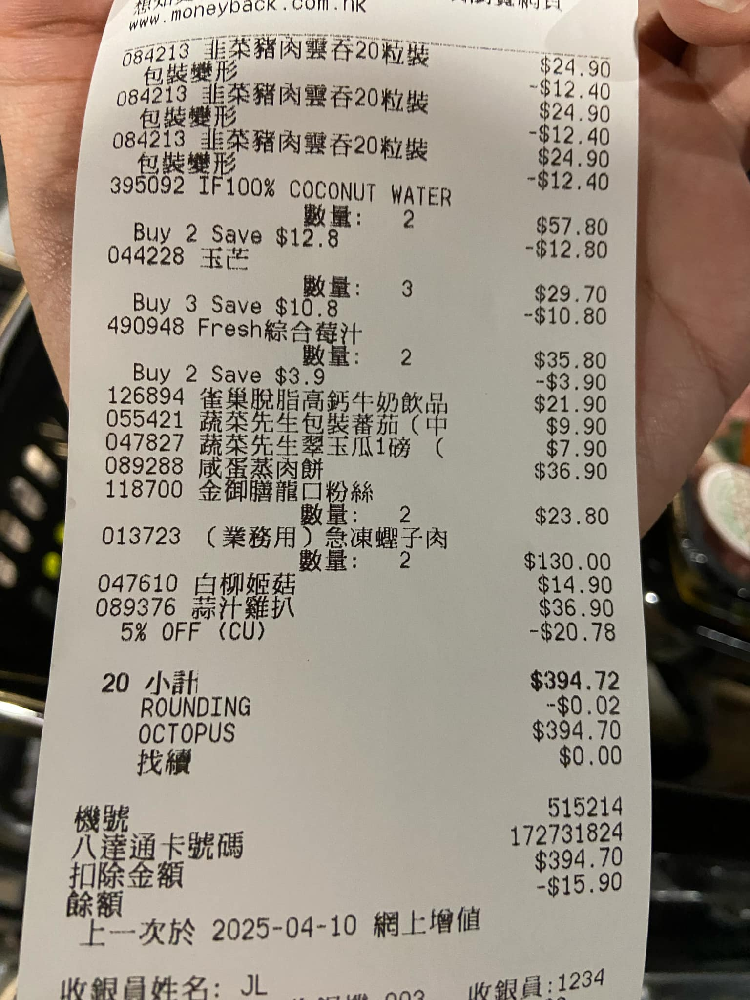 www.moneyback.com.hk
084213 韭菜豬肉雲吞20粒裝 $24.90
包裝變形 -$12.40
084213 韭菜豬肉雲吞20粒裝 $24.90
包裝變形 -$12.40
084213 韭菜豬肉雲吞20粒裝 $24.90
包裝變形 -$12.40
395092 IF100% COCONUT WATER
數量: 2 $57.80
Buy 2 Save $12.8 -$12.80
044228 玉芒
數量: 3 $29.70
Buy 3 Save $10.8 -$10.80
490948 Fresh綜合莓汁
數量: 2 $35.80
Buy 2 Save $3.9 -$3.90
126894 雀巢脫脂高鈣牛奶飲品 $21.90
055421 蔬菜先生包裝蕃茄(中 $9.90
047827 蔬菜先生翠玉瓜1磅 ( $7.90
089288 咸蛋蒸肉餅 $36.90
118700 金御膳龍口粉絲
數量: 2 $23.80
013723 (業務用)急凍蟶子肉
數量: 2 $130.00
047610 白柳姬菇 $14.90
089376 蒜汁雞扒 $36.90
5% OFF (CU) -$20.78
20 小計 $394.72
ROUNDING -$0.02
OCTOPUS $394.70
找續 $0.00
機號 515214
八達通卡號碼 172731824
扣除金額 $394.70
餘額 -$15.90
上一次於 2025-04-10 網上增值
收銀員姓名: JL 收銀員:1234